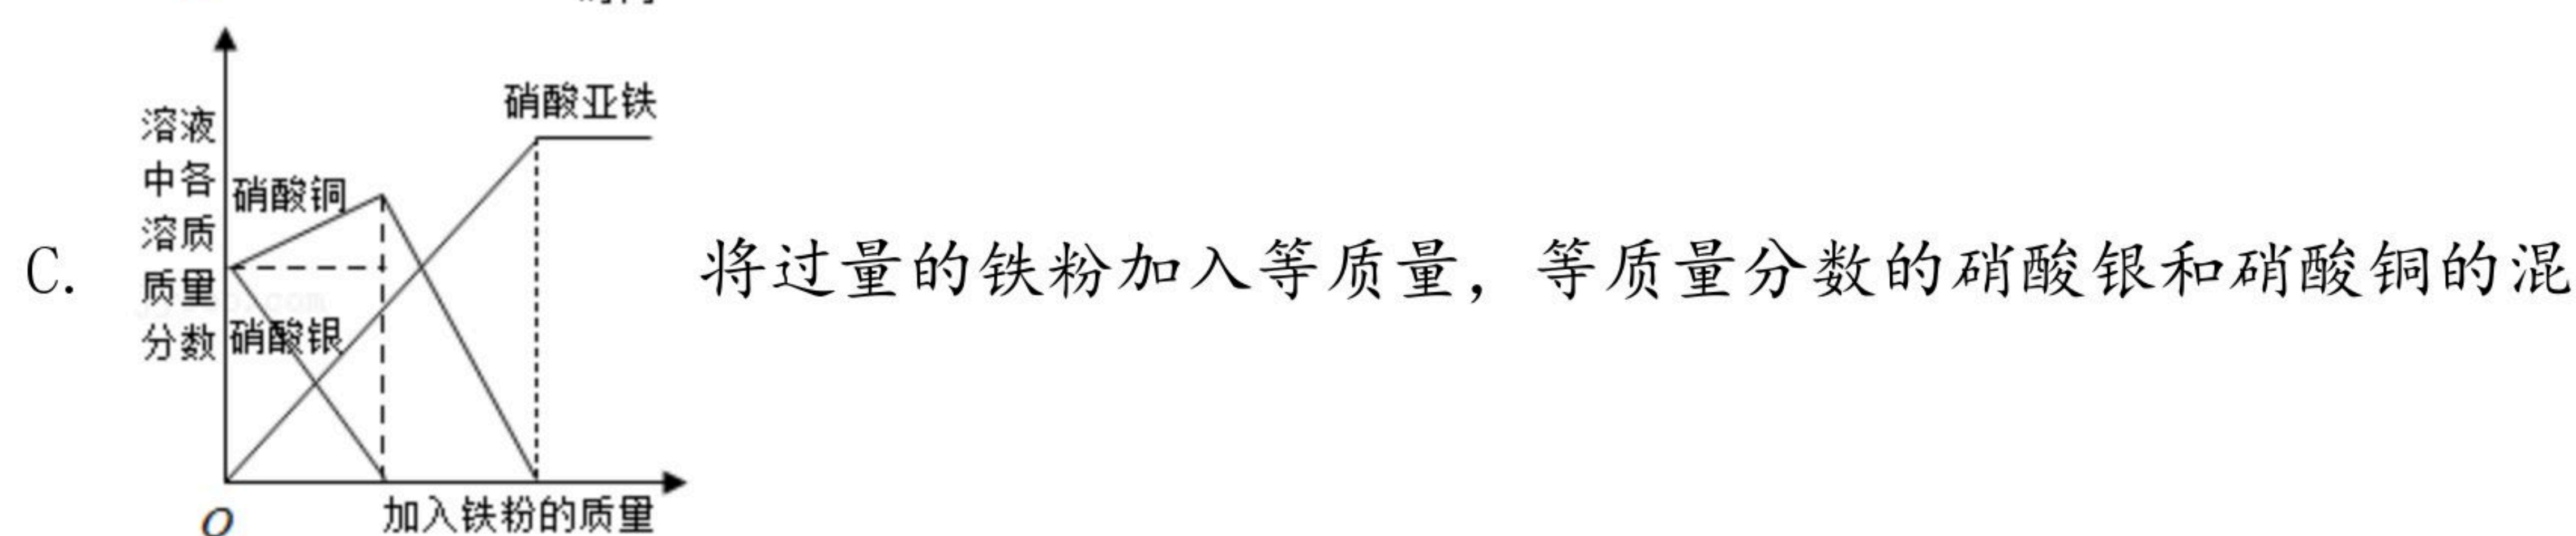 硝酸亚铁
溶液
中各
溶质
质量
分数
硝酸铜
硝酸银
C.
将过量的铁粉加入等质量，等质量分数的硝酸银和硝酸铜的混
O
加入铁粉的质量